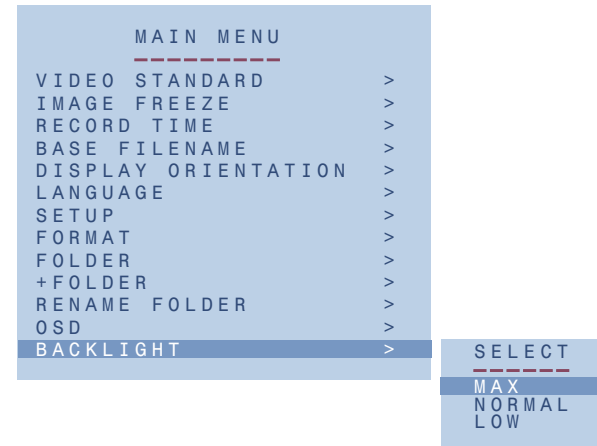 MAIN MENU
VIDEO STANDARD >
IMAGE FREEZE >
RECORD TIME >
BASE FILENAME >
DISPLAY ORIENTATION >
LANGUAGE >
SETUP >
FORMAT >
FOLDER >
+FOLDER >
RENAME FOLDER >
OSD >
BACKLIGHT >
SELECT
MAX
NORMAL
LOW